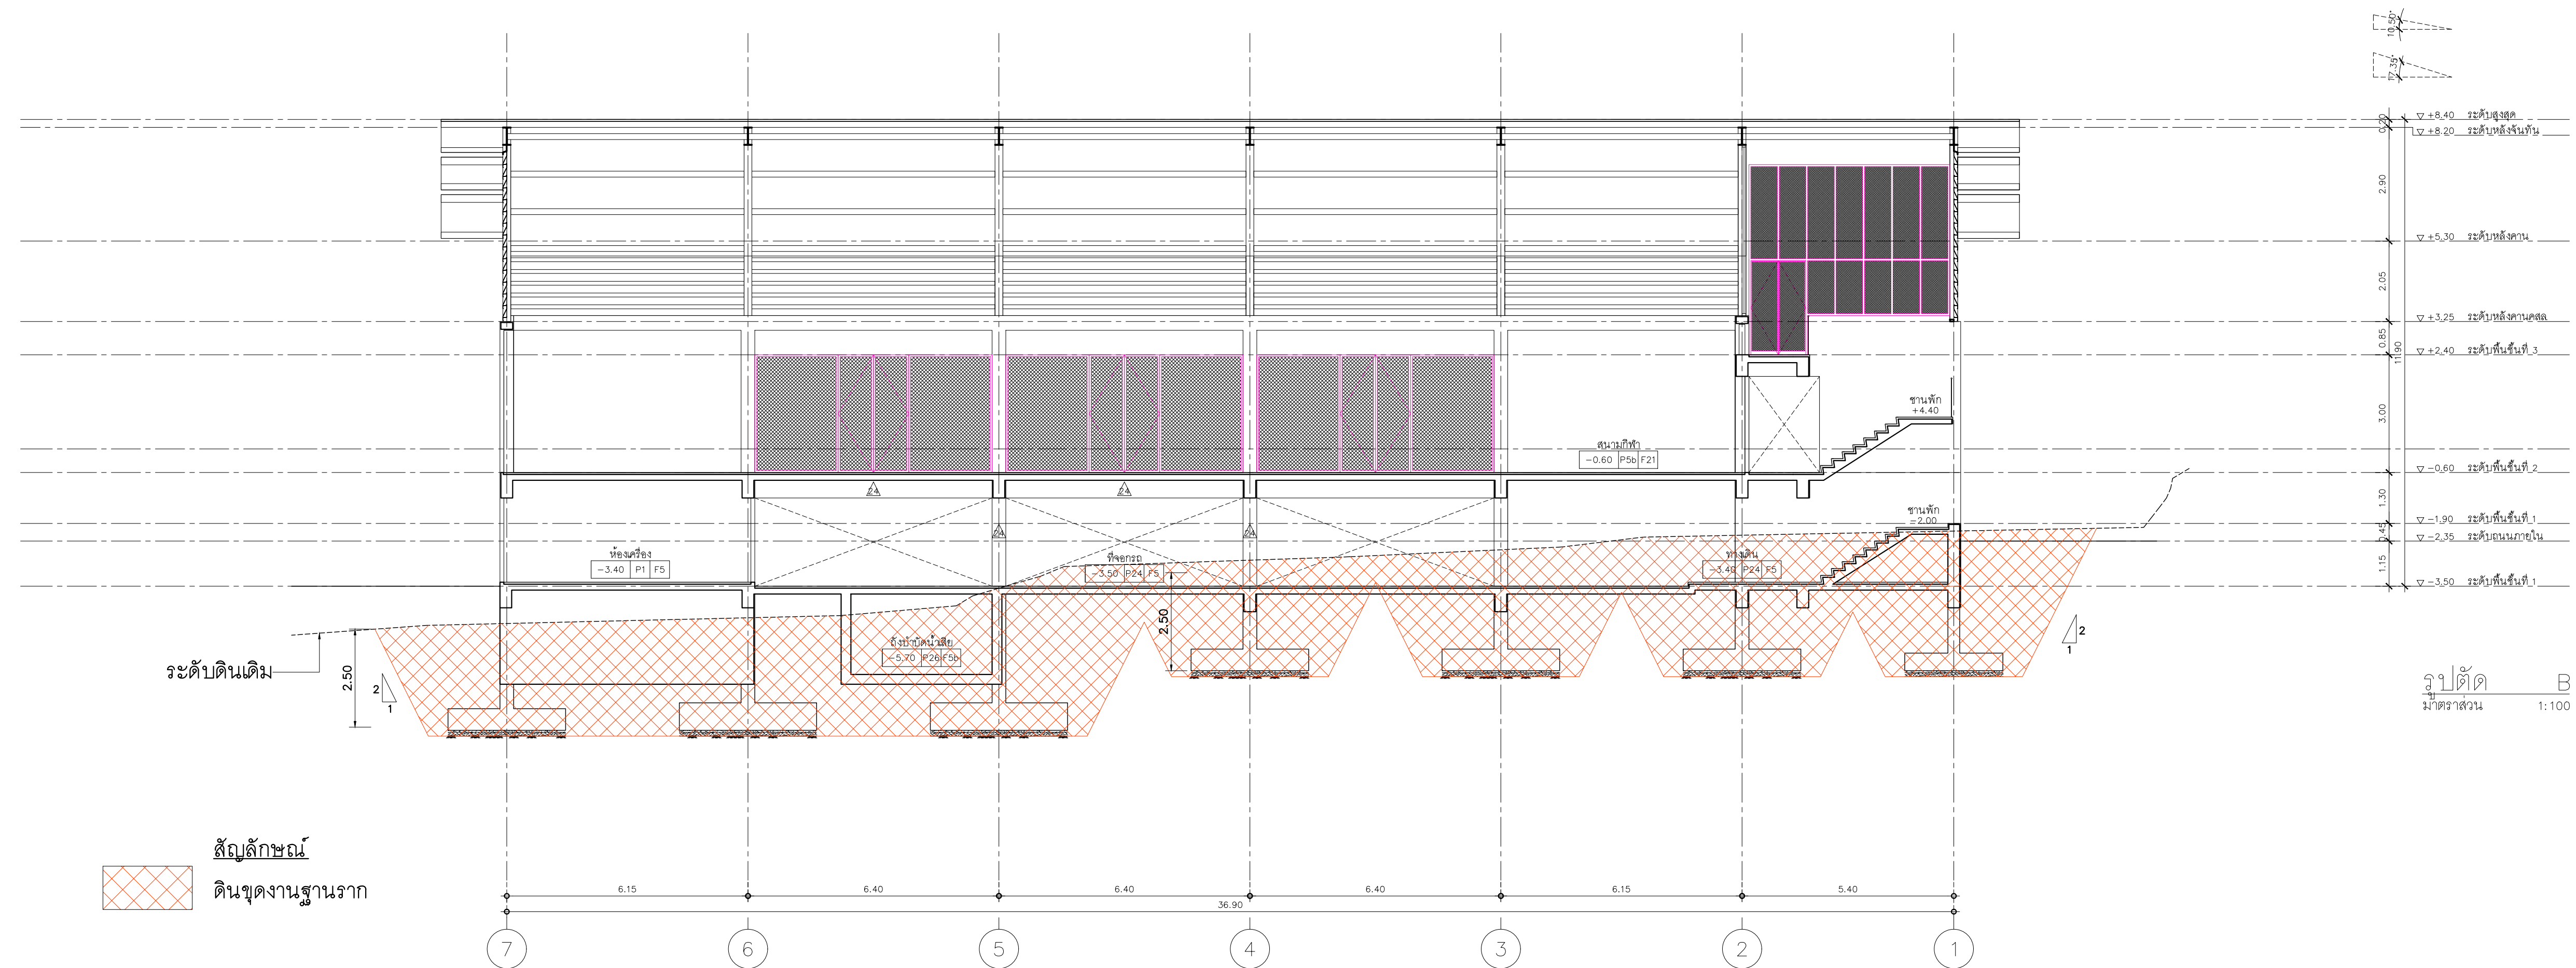 10.50°
17.35°
+8.40 ระดับสูงสุด
0.20
+8.20 ระดับหลังจันทัน
2.90
+5.30 ระดับหลังคาน
2.05
+3.25 ระดับหลังคานคสล
0.85
11.90
+2.40 ระดับพื้นชั้นที่ 3
ชานพัก
+4.40
3.00
สนามกีฬา
-0.60 P5b F21
-0.60 ระดับพื้นชั้นที่ 2
24
24
1.30
ชานพัก
-2.00
-1.90 ระดับพื้นชั้นที่ 1
24
24
0.45
-2.35 ระดับถนนภายใน
ห้องเครื่อง
-3.40 P1 F5
ที่จอดรถ
-3.50 P24 F5
ทางเดิน
-3.40 P24 F5
1.15
-3.50 ระดับพื้นชั้นที่ 1
2.50
2
1
ถังบำบัดน้ำเสีย
-5.70 P26 F5b
ระดับดินเดิม
2.50
2
1
รูปตัด B
มาตราส่วน 1:100
สัญลักษณ์
ดินขุดงานฐานราก
6.15 6.40 6.40 6.40 6.15 5.40
36.90
7 6 5 4 3 2 1